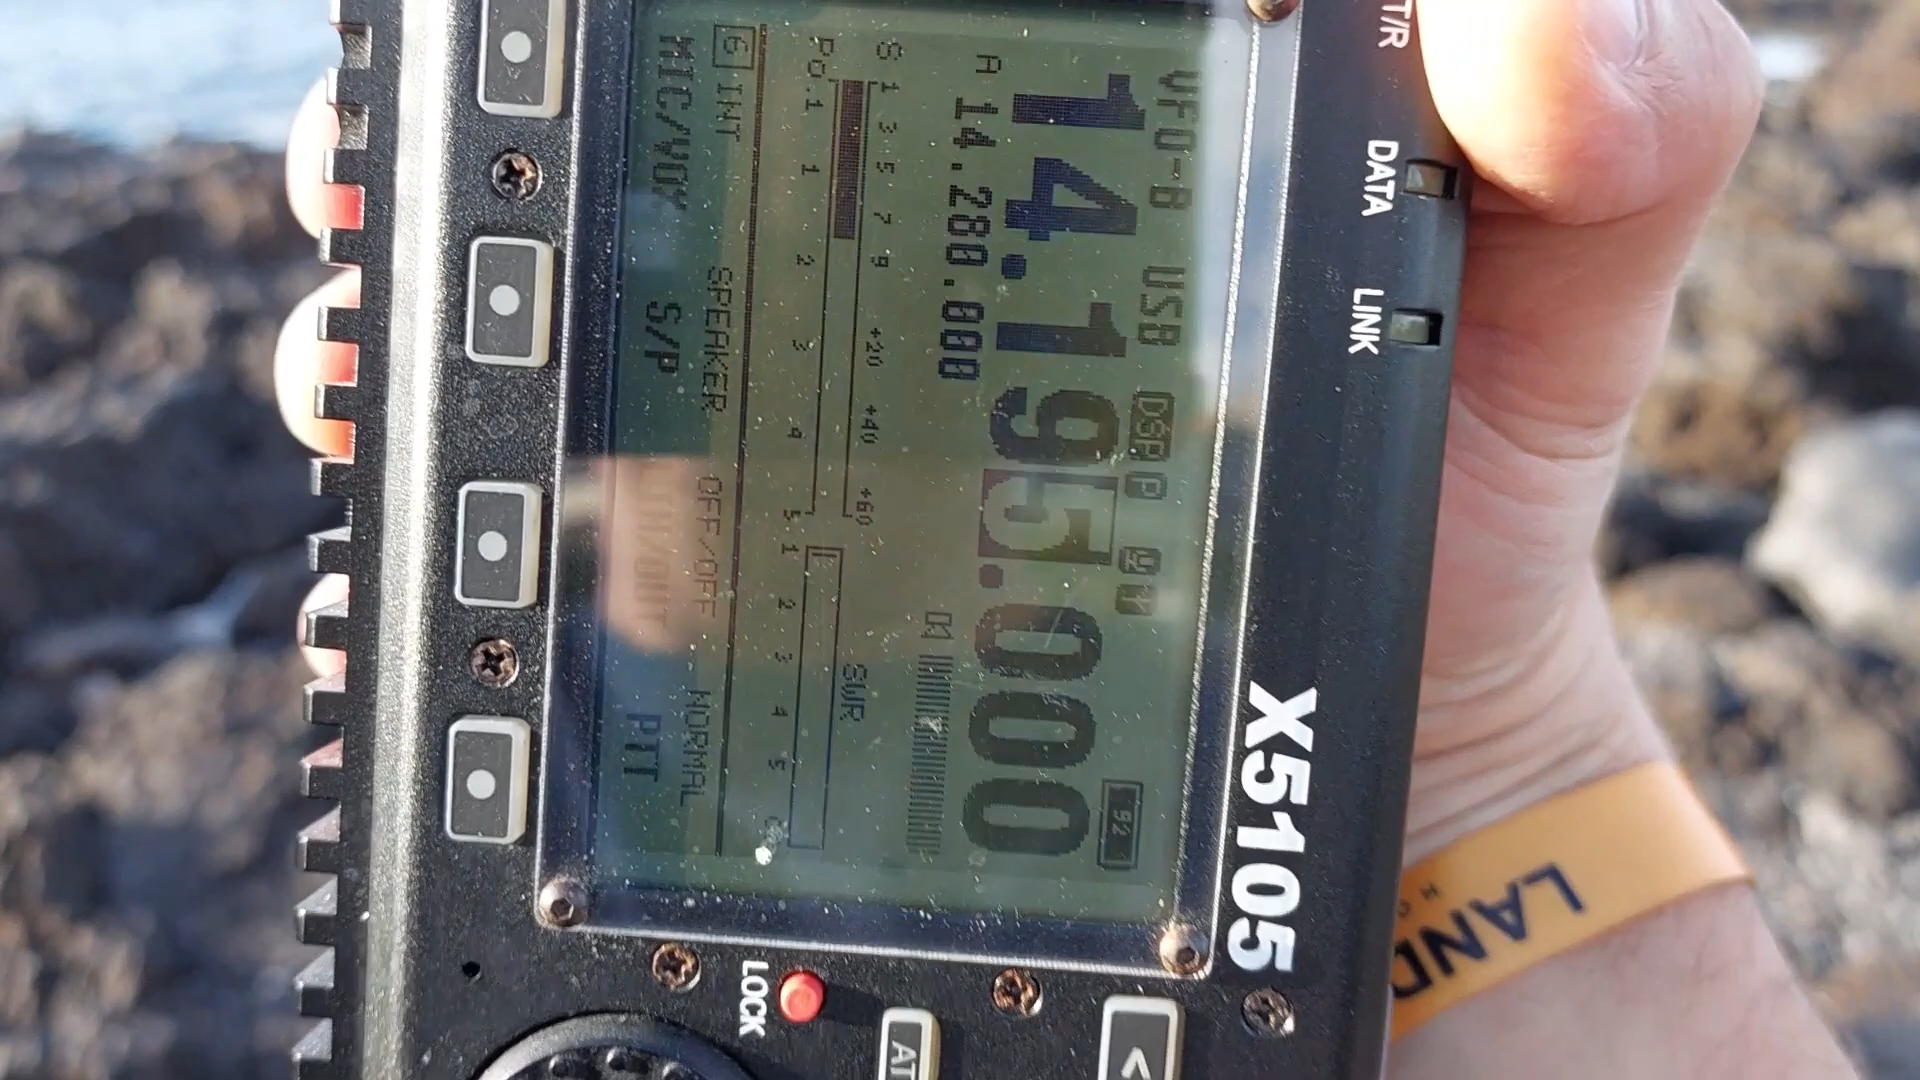 T/R
DATA
LINK
X5105
VFO-B USB DSP P
92
14.195.000
A 14.280.000
S 1 3 5 7 9 +20 +40 +60
SWR
Po.1 1 2 3 4 5 1 2 3 4 5
6 INT SPEAKER OFF/OFF NORMAL
MIC/VOX S/P PTT
LOCK
AT
<
LAND